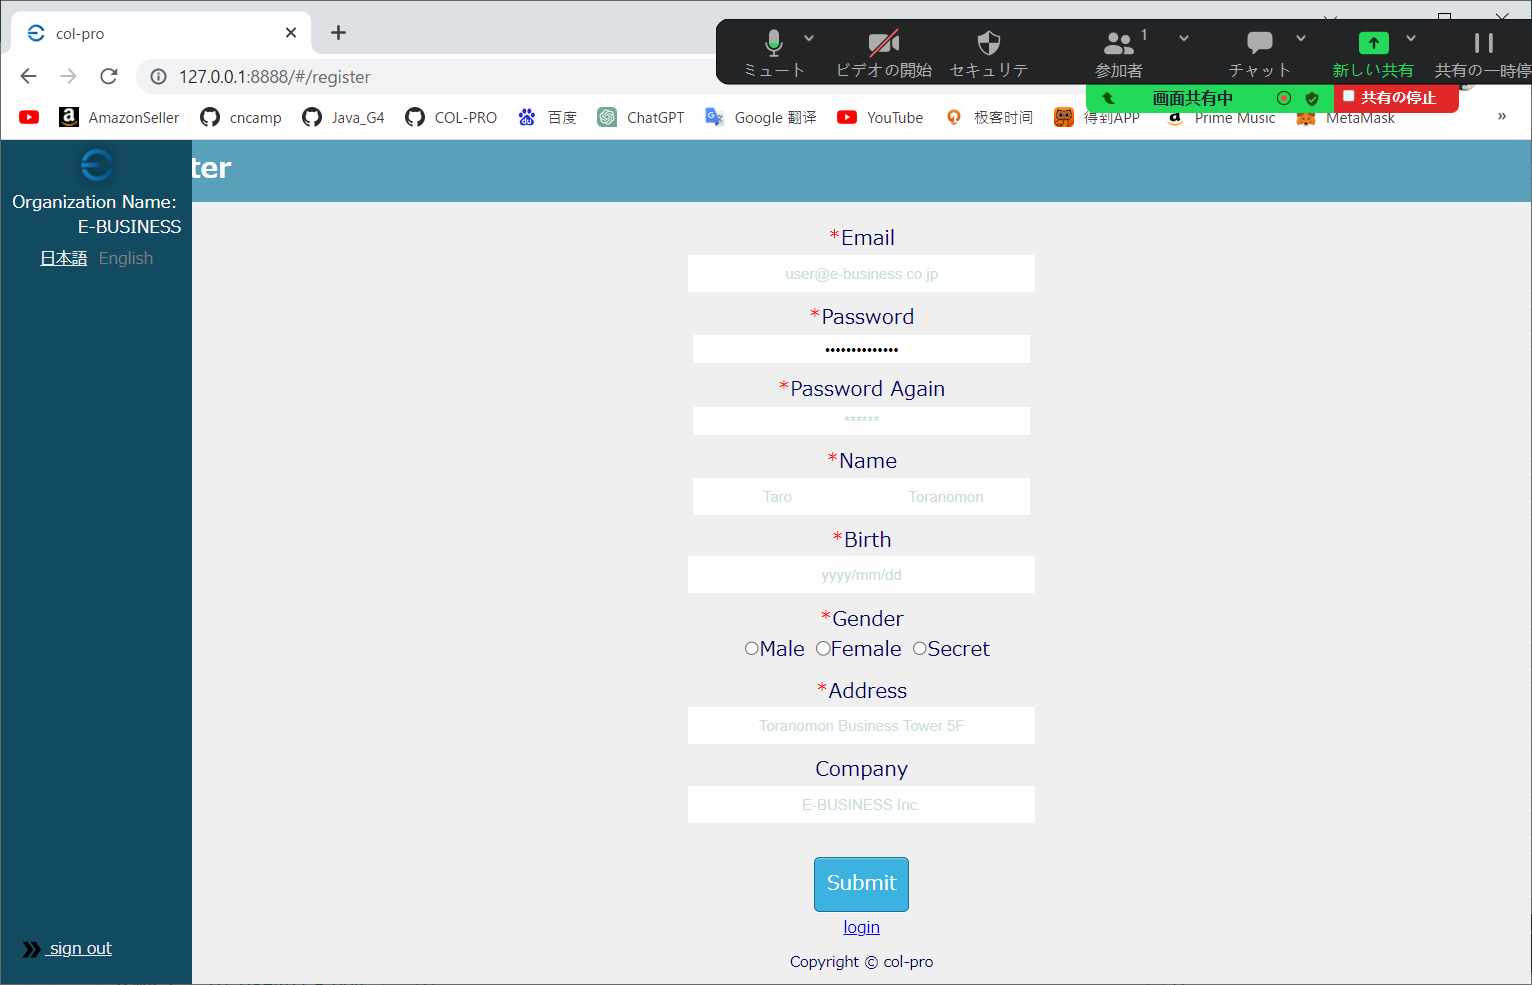 col-pro
127.0.0.1:8888/#/register
ミュート
ビデオの開始
セキュリテ
参加者
1
チャット
新しい共有
共有の一時停
画面共有中
共有の停止
AmazonSeller
cncamp
Java_G4
COL-PRO
百度
ChatGPT
Google 翻译
YouTube
极客时间
得到APP
Prime Music
MetaMask
»
ter
Organization Name:
E-BUSINESS
日本語 English
*Email
user@e-business.co.jp
*Password
••••••••••••••
*Password Again
******
*Name
Taro Toranomon
*Birth
yyyy/mm/dd
*Gender
Male Female Secret
*Address
Toranomon Business Tower 5F
Company
E-BUSINESS Inc.
Submit
login
sign out
Copyright © col-pro